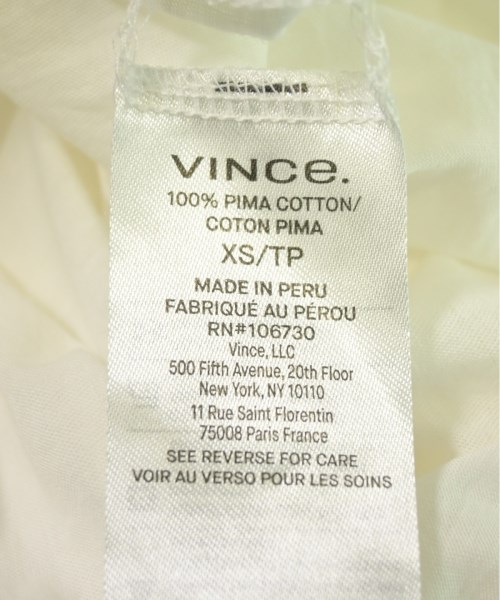 VINCe.
100% PIMA COTTON/
COTON PIMA
XS/TP
MADE IN PERU
FABRIQUÉ AU PÉROU
RN#106730
Vince, LLC
500 Fifth Avenue, 20th Floor
New York, NY 10110
11 Rue Saint Florentin
75008 Paris France
SEE REVERSE FOR CARE
VOIR AU VERSO POUR LES SOINS